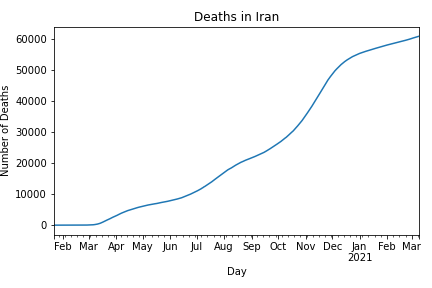 Deaths in Iran
60000
50000
40000
30000
20000
10000
0
Number of Deaths
Feb Mar Apr May Jun Jul Aug Sep Oct Nov Dec Jan Feb Mar
2021
Day